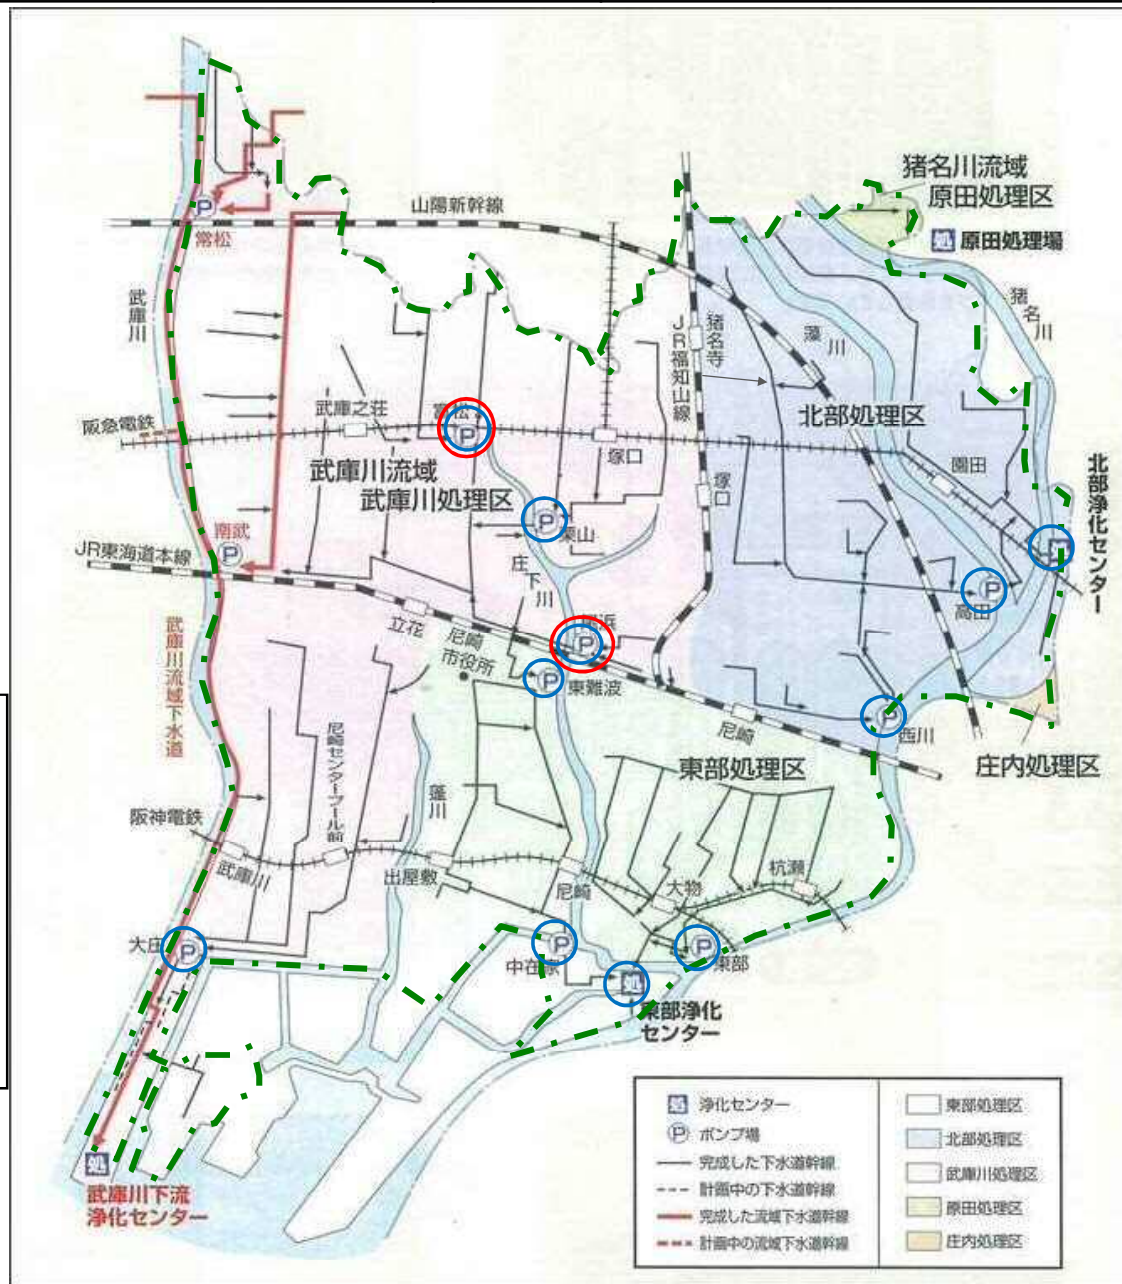 猪名川流域
原田処理区
処 原田処理場
山陽新幹線
P
常松
武庫川
猪名川
藻川
猪名寺
JR福知山線
武庫之荘
富松
P
阪急電鉄
北部処理区
塚口
塚口
園田
武庫川流域
武庫川処理区
北部浄化センター
処
南武
P
P
栗山
JR東海道本線
庄下川
P
高田
立花
尼崎
市役所
尾浜
P
P
東難波
武庫川流域下水道
尼崎センタープール前
P
西川
尼崎
東部処理区
庄内処理区
蓬川
阪神電鉄
武庫川
出屋敷
尼崎
大物
杭瀬
大庄
P
P
中在家
P
東部
処
東部浄化
センター
処
武庫川下流
浄化センター
処 浄化センター
P ポンプ場
完成した下水道幹線
計画中の下水道幹線
完成した流域下水道幹線
計画中の流域下水道幹線
東部処理区
北部処理区
武庫川処理区
原田処理区
庄内処理区